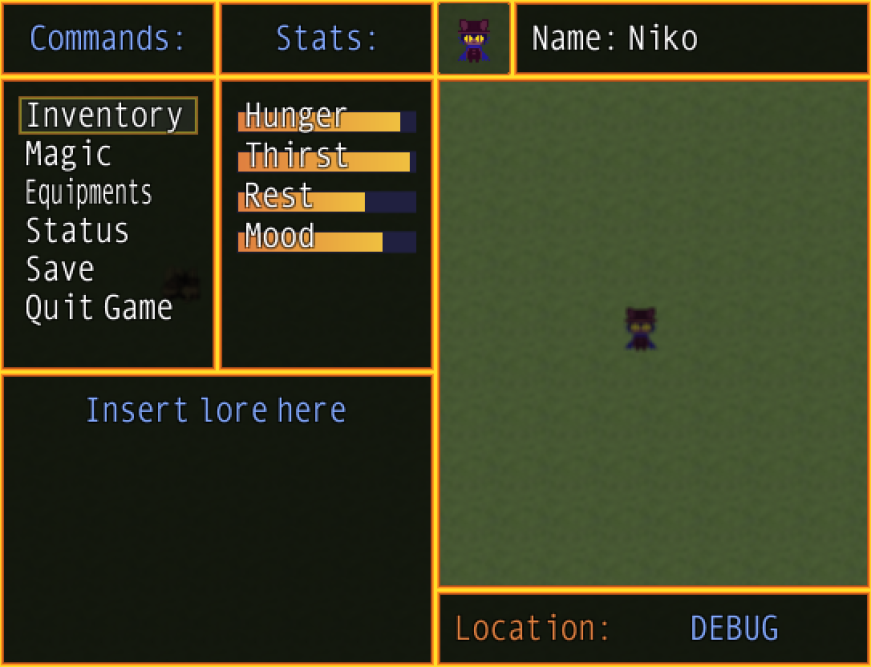 Commands:
Stats:
Name: Niko
Inventory
Magic
Equipments
Status
Save
Quit Game
Hunger
Thirst
Rest
Mood
Insert lore here
Location: DEBUG